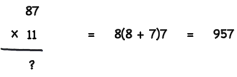 87
x 11 = 8(8 + 7)7 = 957
?